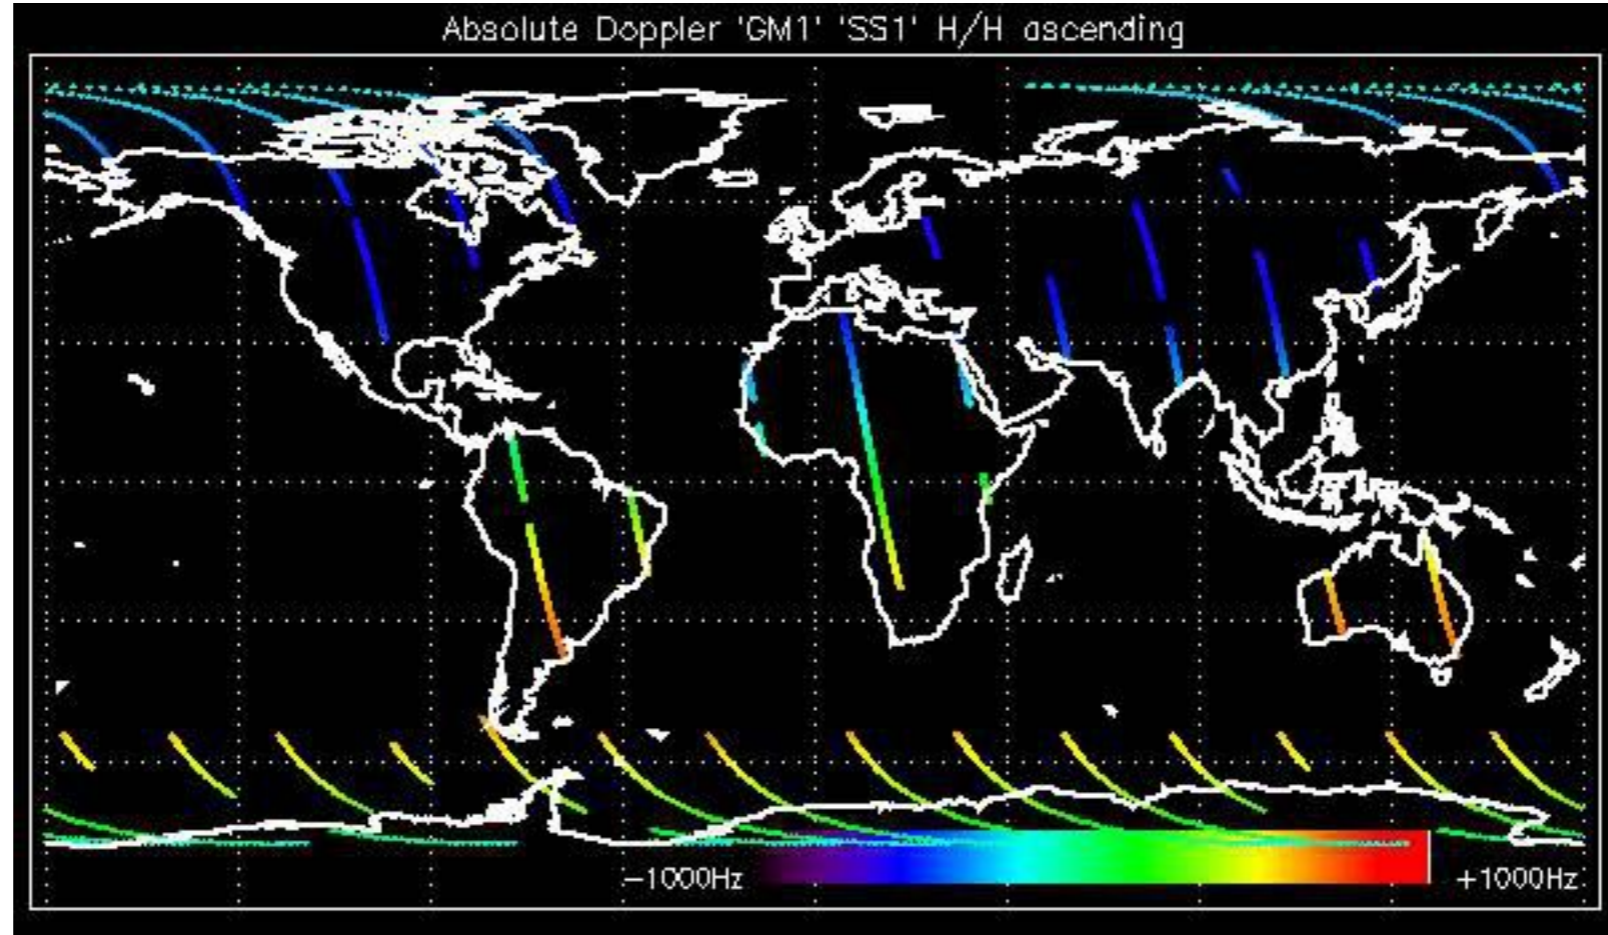 Absolute Doppler 'GM1' 'SS1' H/H ascending
-1000Hz
+1000Hz